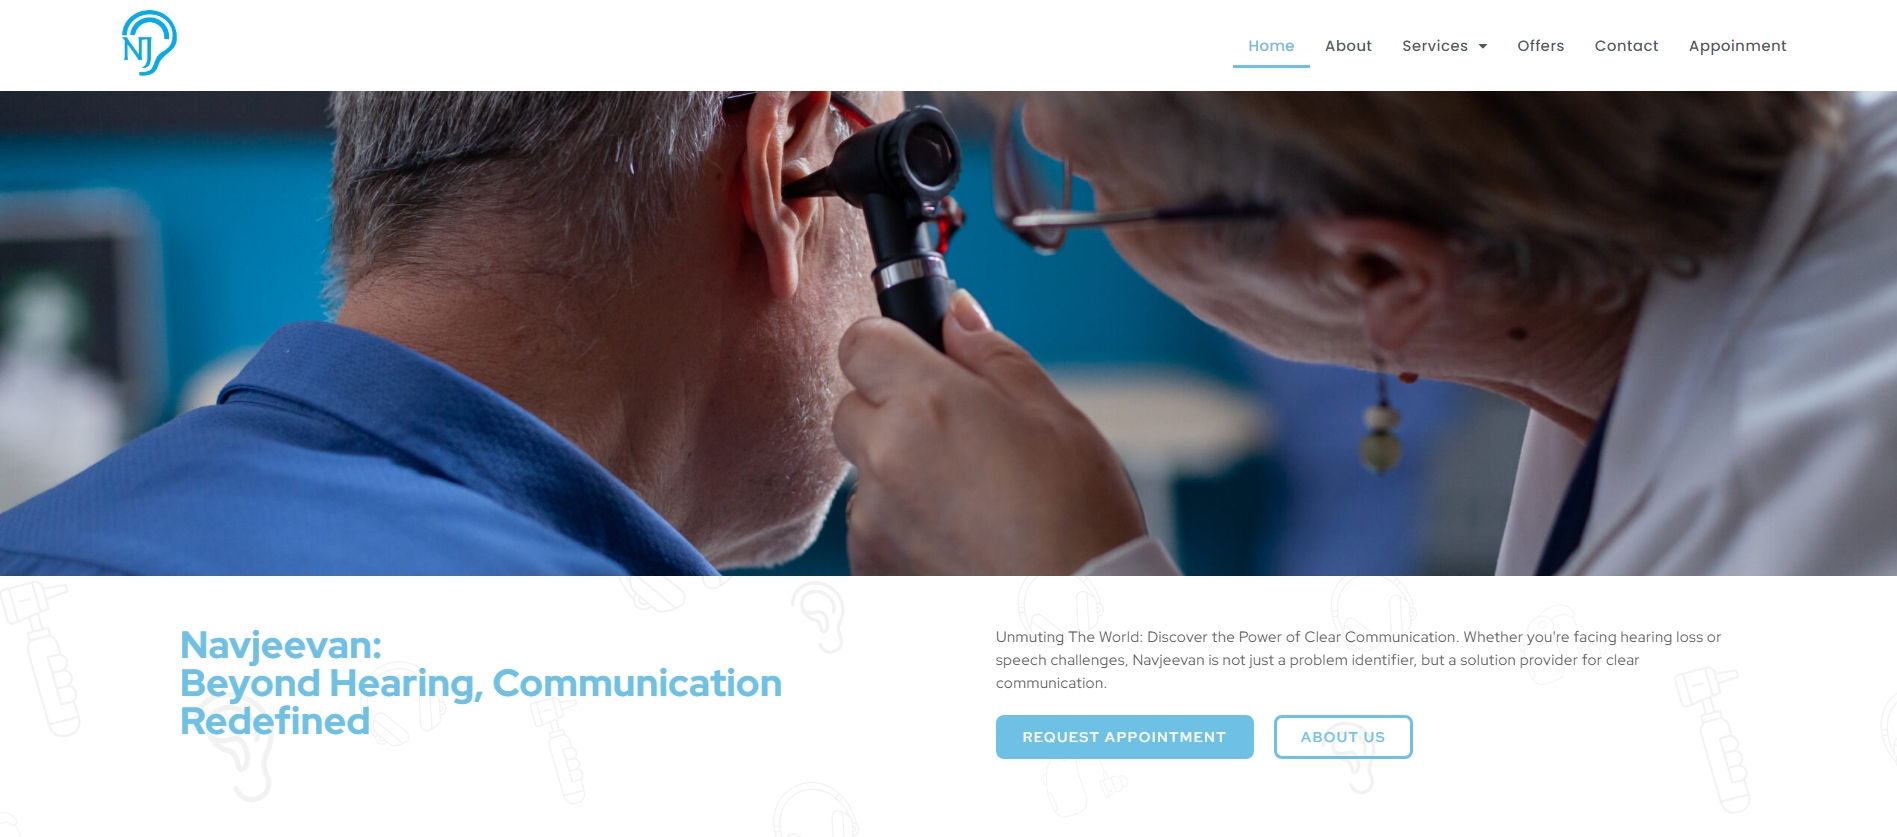 NJ
Home About Services Offers Contact Appoinment
Navjeevan:
Beyond Hearing, Communication
Redefined
Unmuting The World: Discover the Power of Clear Communication. Whether you're facing hearing loss or
speech challenges, Navjeevan is not just a problem identifier, but a solution provider for clear
communication.
REQUEST APPOINTMENT ABOUT US